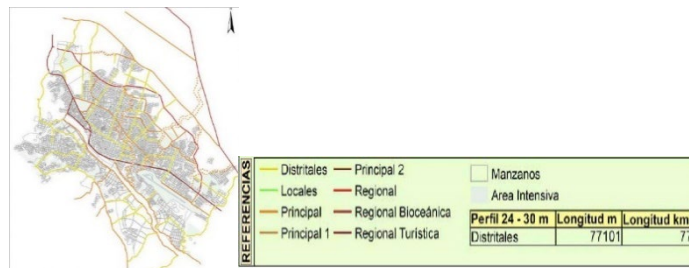 REFERENCIAS
Distritales
Locales
Principal
Principal 1
Principal 2
Regional
Regional Bioceánica
Regional Turística
Manzanos
Area Intensiva
Perfil 24 - 30 m Longitud m Longitud km
Distritales 77101 77